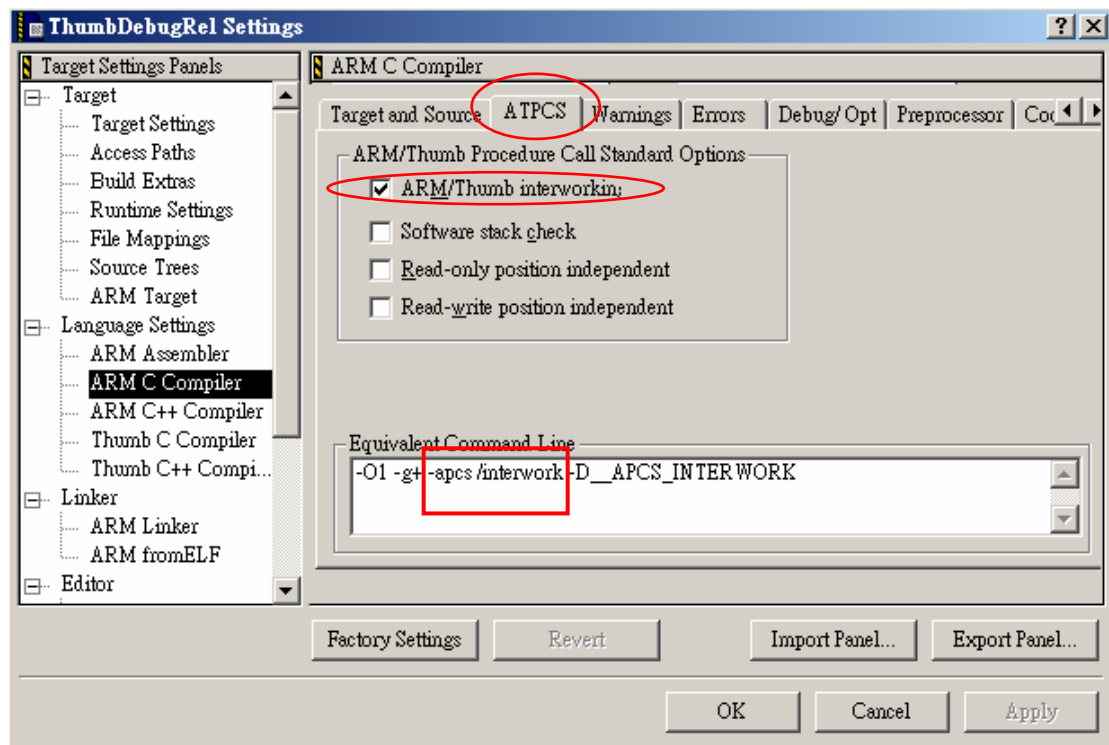 ThumbDebugRel Settings
Target Settings Panels
Target
Target Settings
Access Paths
Build Extras
Runtime Settings
File Mappings
Source Trees
ARM Target
Language Settings
ARM Assembler
ARM C Compiler
ARM C++ Compiler
Thumb C Compiler
Thumb C++ Compi...
Linker
ARM Linker
ARM fromELF
Editor
ARM C Compiler
Target and Source ATPCS Warnings Errors Debug/Opt Preprocessor
ARM/Thumb Procedure Call Standard Options
ARM/Thumb interworkin
Software stack check
Read-only position independent
Read-write position independent
Equivalent Command Line
-O1 -g+ -apcs /interwork -D__APCS_INTERWORK
Factory Settings Revert Import Panel... Export Panel...
OK Cancel Apply